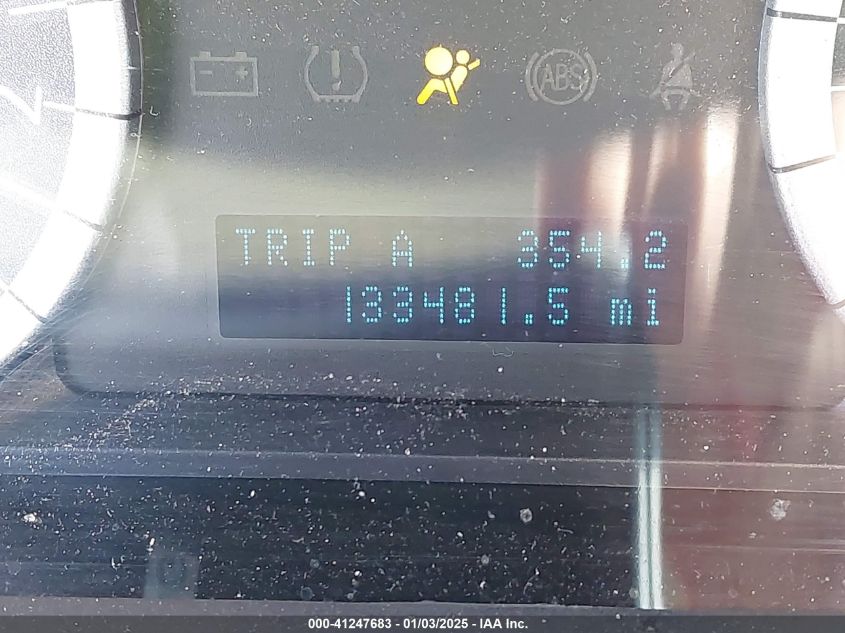 ABS
TRIP A 354.2
133481.5 mi
000-41247683 - 01/03/2025 - IAA Inc.